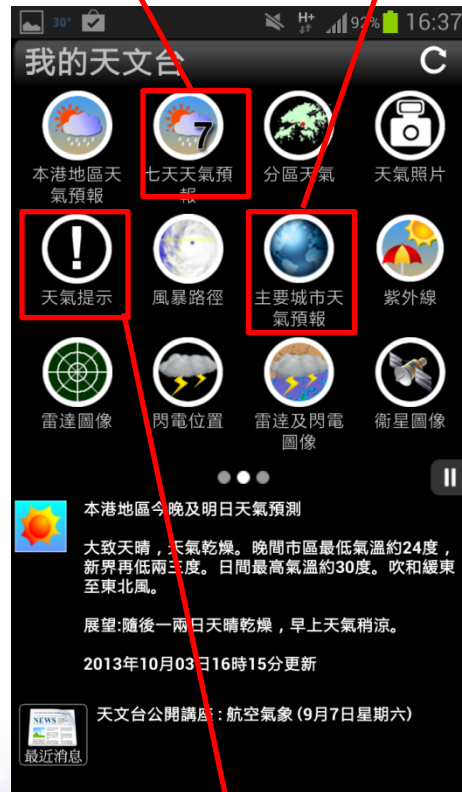 30° H+ 92% 16:37
我的天文台
7
本港地區天
氣預報
七天天氣預
報
分區天氣
天氣照片
天氣提示
風暴路徑
主要城市天
氣預報
紫外線
雷達圖像
閃電位置
雷達及閃電
圖像
衞星圖像
本港地區今晚及明日天氣預測
大致天晴，天氣乾燥。晚間市區最低氣溫約24度，
新界再低兩三度。日間最高氣溫約30度。吹和緩東
至東北風。
展望:隨後一兩日天晴乾燥，早上天氣稍涼。
2013年10月03日16時15分更新
NEWS
最近消息
天文台公開講座 : 航空氣象 (9月7日星期六)